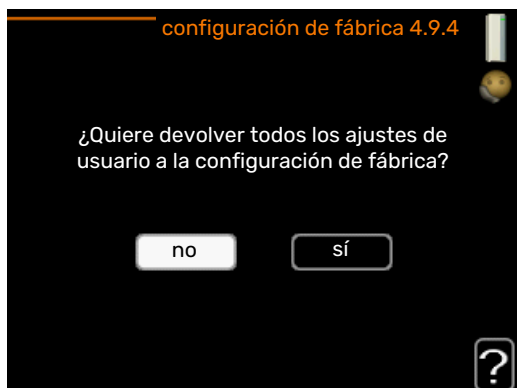 configuración de fábrica 4.9.4
¿Quiere devolver todos los ajustes de
usuario a la configuración de fábrica?
no
sí
?